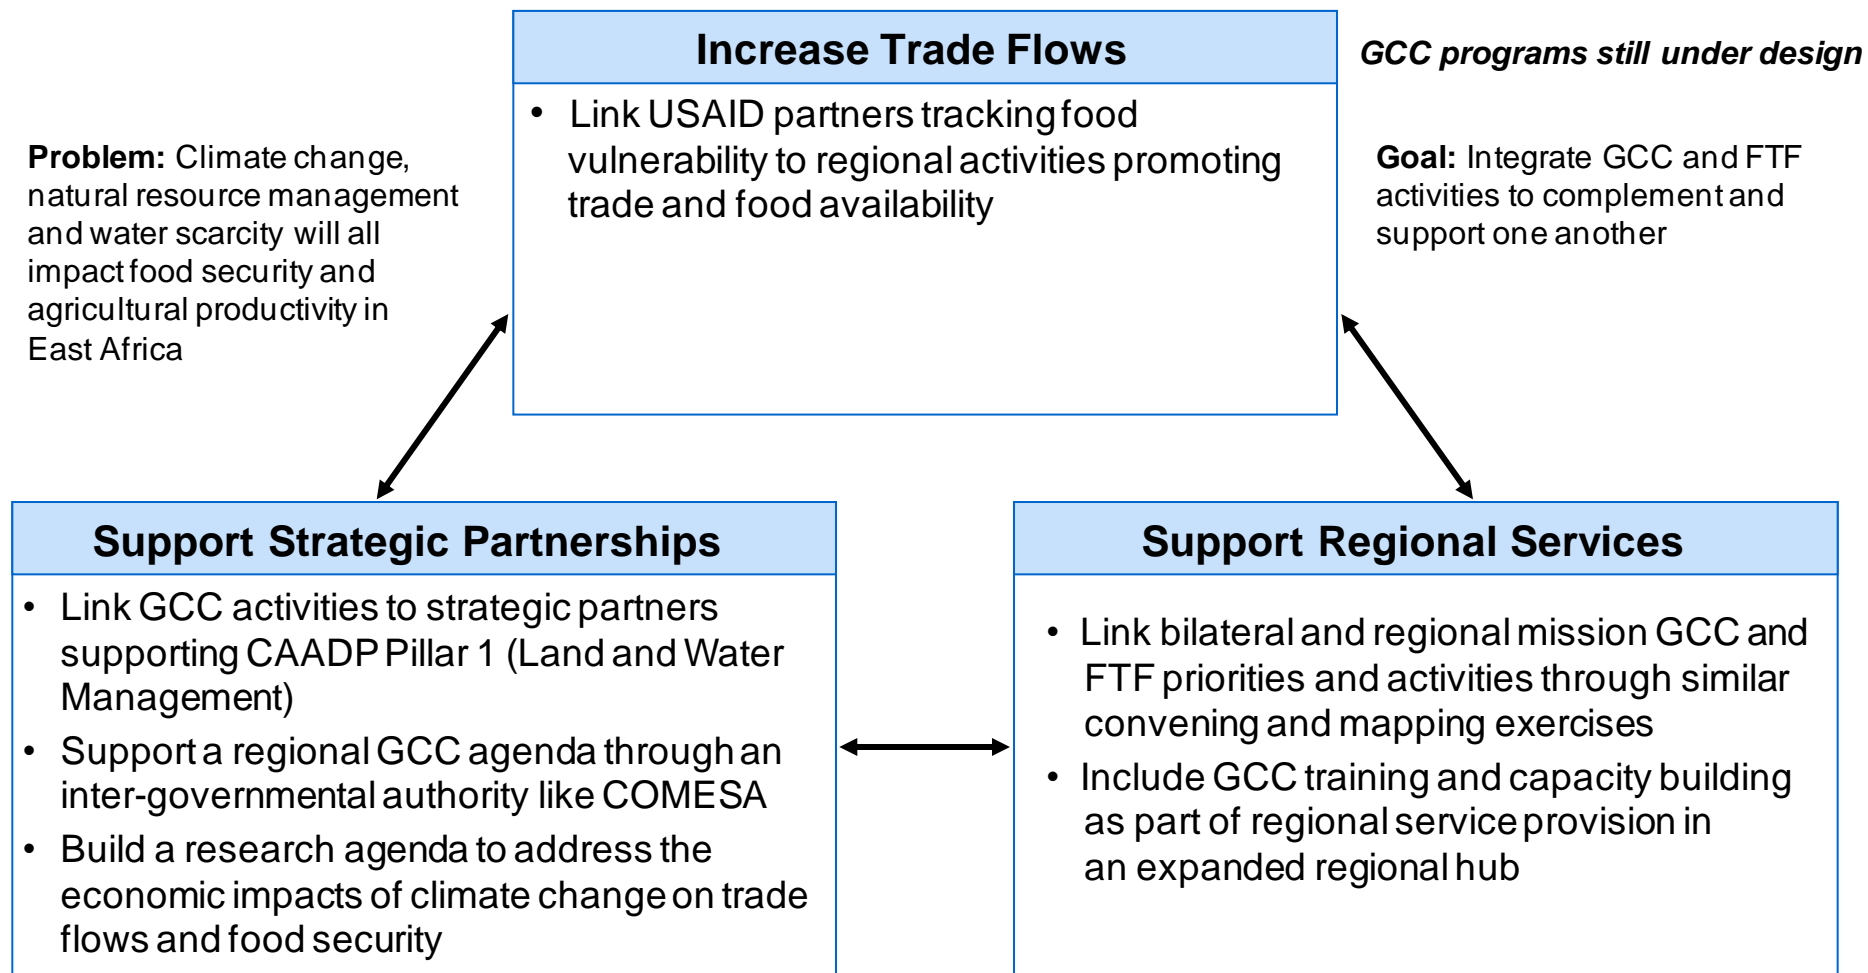 Increase Trade Flows
GCC programs still under design
• Link USAID partners tracking food
vulnerability to regional activities promoting
trade and food availability
Problem: Climate change,
natural resource management
and water scarcity will all
impact food security and
agricultural productivity in
East Africa
Goal: Integrate GCC and FTF
activities to complement and
support one another
Support Strategic Partnerships
• Link GCC activities to strategic partners
supporting CAADP Pillar 1 (Land and Water
Management)
• Support a regional GCC agenda through an
inter-governmental authority like COMESA
• Build a research agenda to address the
economic impacts of climate change on trade
flows and food security
Support Regional Services
• Link bilateral and regional mission GCC and
FTF priorities and activities through similar
convening and mapping exercises
• Include GCC training and capacity building
as part of regional service provision in
an expanded regional hub